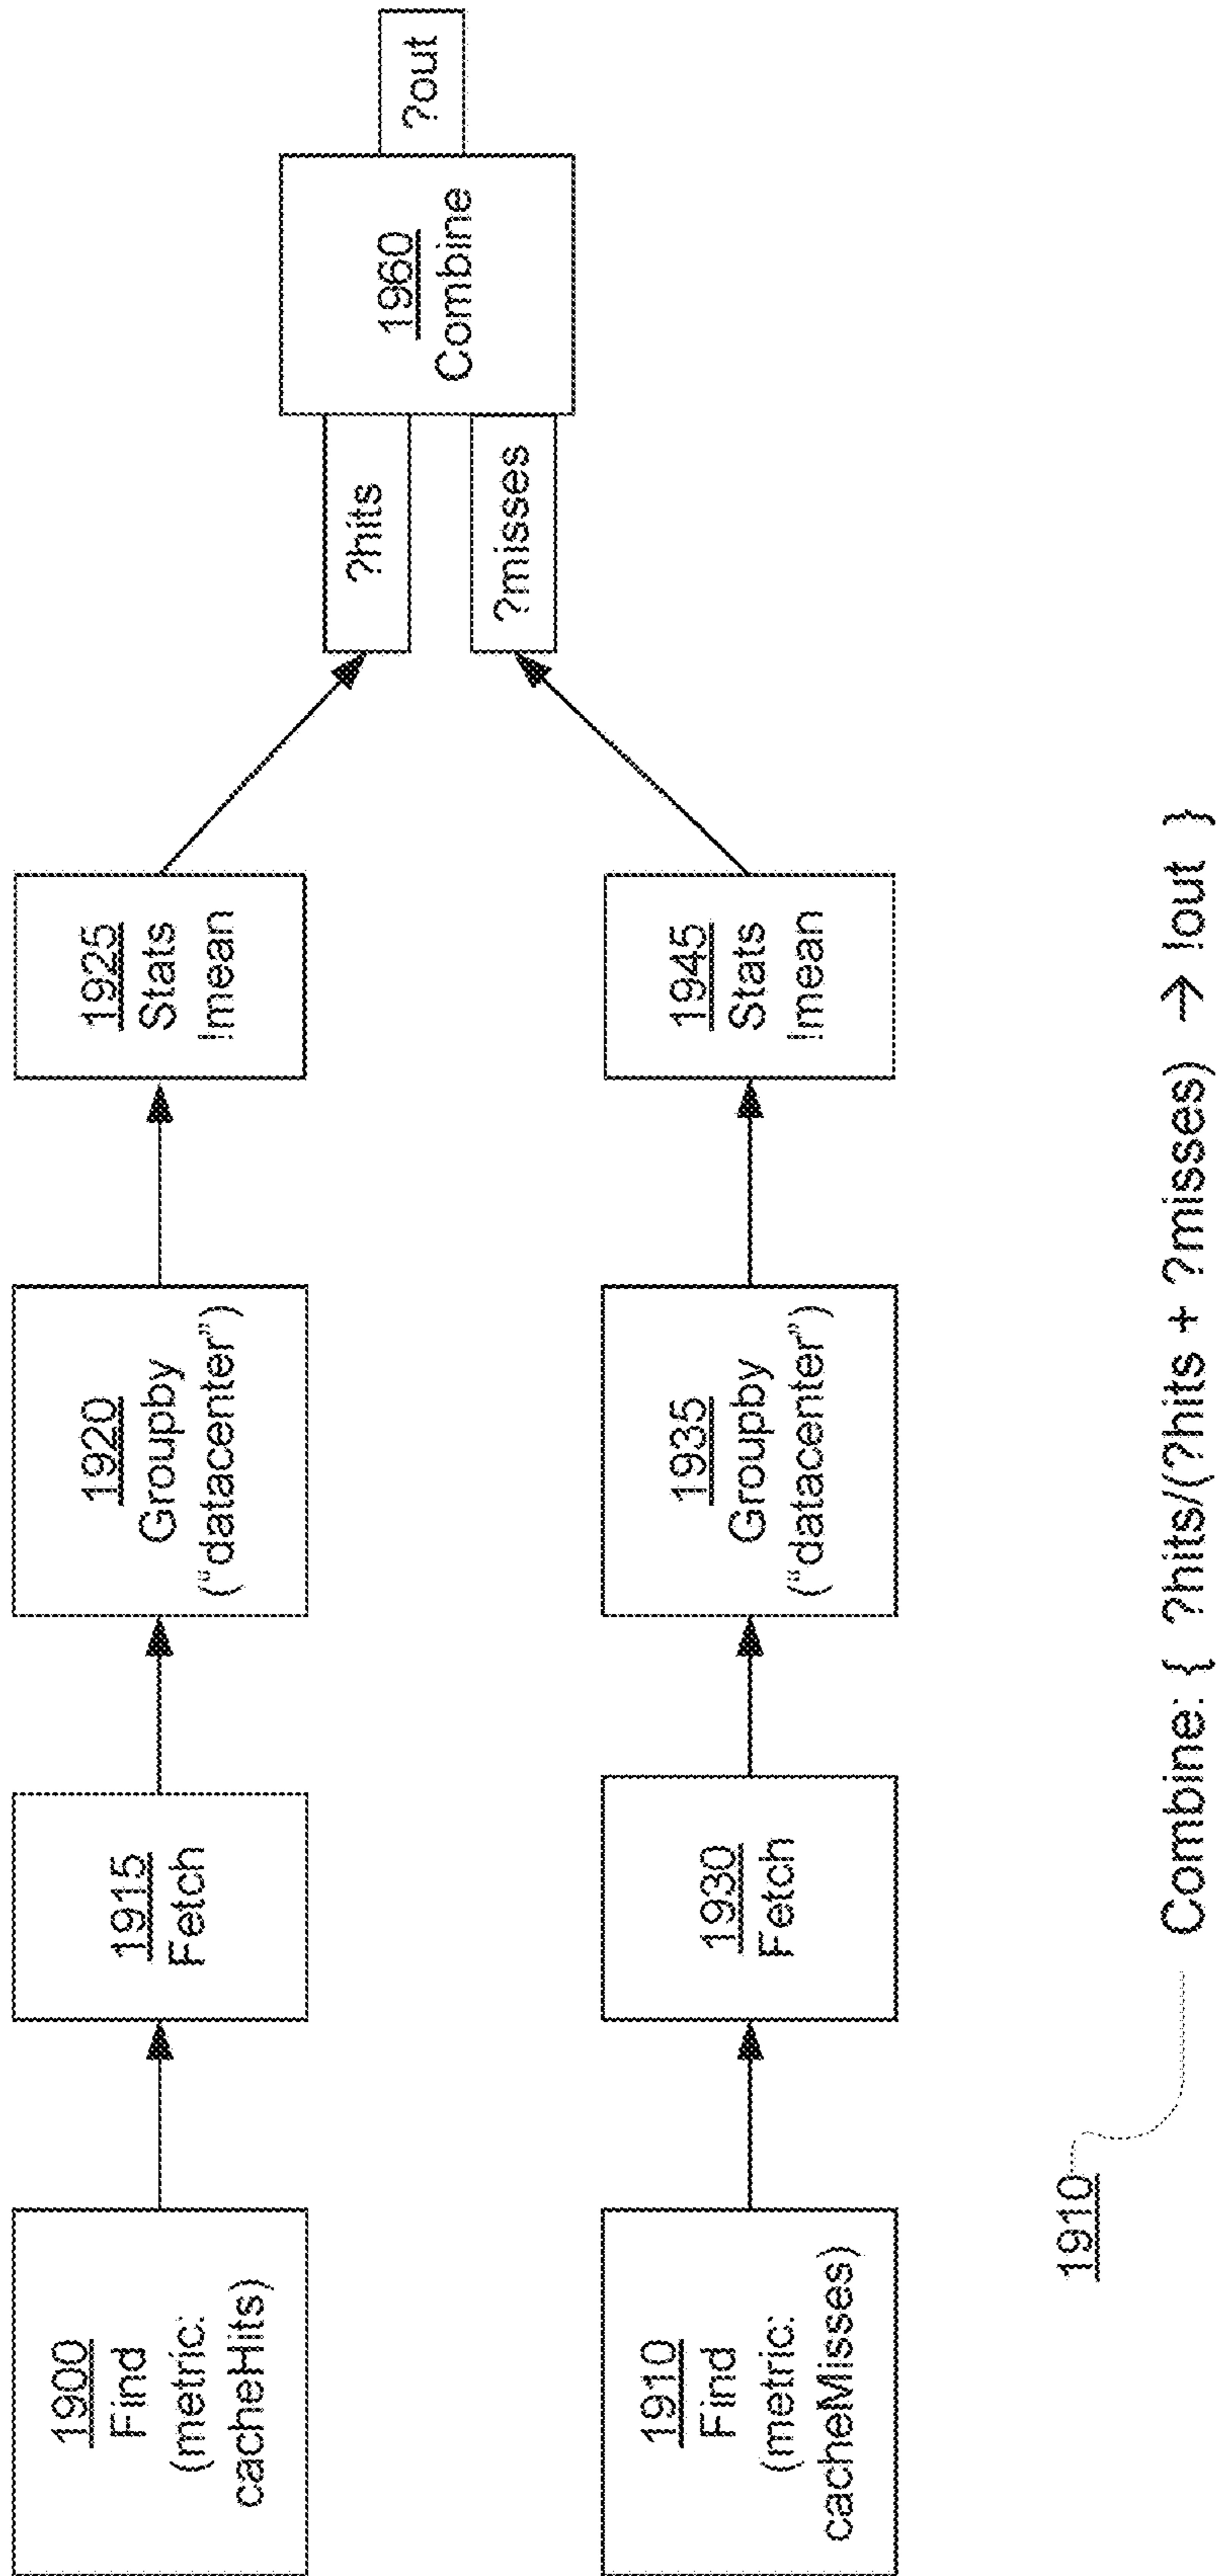 1900
Find
(metric:
cacheHits)
1915
Fetch
1920
Groupby
(“datacenter”)
1925
Stats
!mean
?hits
1960
Combine
?out
?misses
1910
Find
(metric:
cacheMisses)
1930
Fetch
1935
Groupby
(“datacenter”)
1945
Stats
!mean
1910
Combine: { ?hits/(?hits + ?misses) → !out }